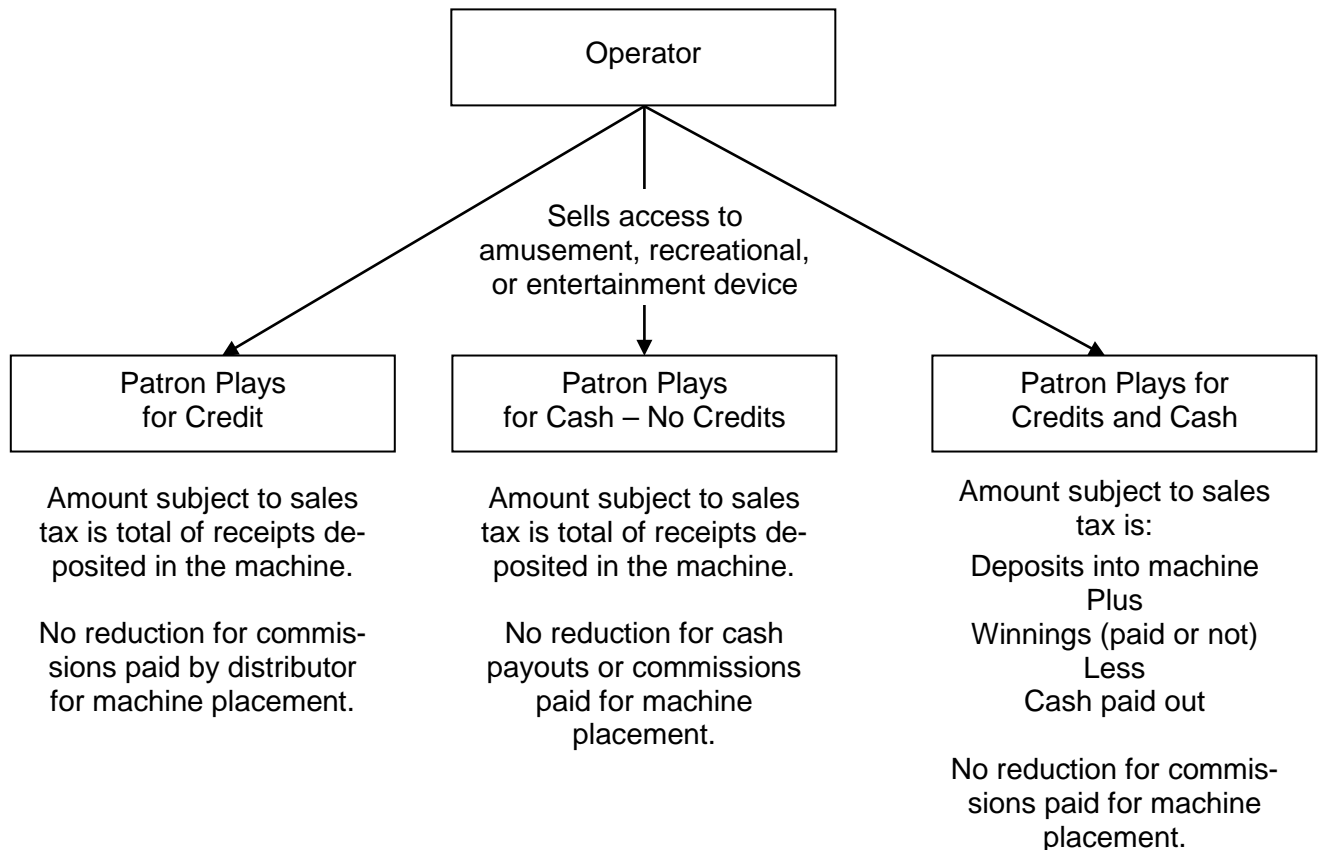 Operator
Sells access to
amusement, recreational,
or entertainment device
Patron Plays
for Credit
Amount subject to sales
tax is total of receipts de-
posited in the machine.
No reduction for commis-
sions paid by distributor
for machine placement.
Patron Plays
for Cash – No Credits
Amount subject to sales
tax is total of receipts de-
posited in the machine.
No reduction for cash
payouts or commissions
paid for machine
placement.
Patron Plays for
Credits and Cash
Amount subject to sales
tax is:
Deposits into machine
Plus
Winnings (paid or not)
Less
Cash paid out
No reduction for commis-
sions paid for machine
placement.